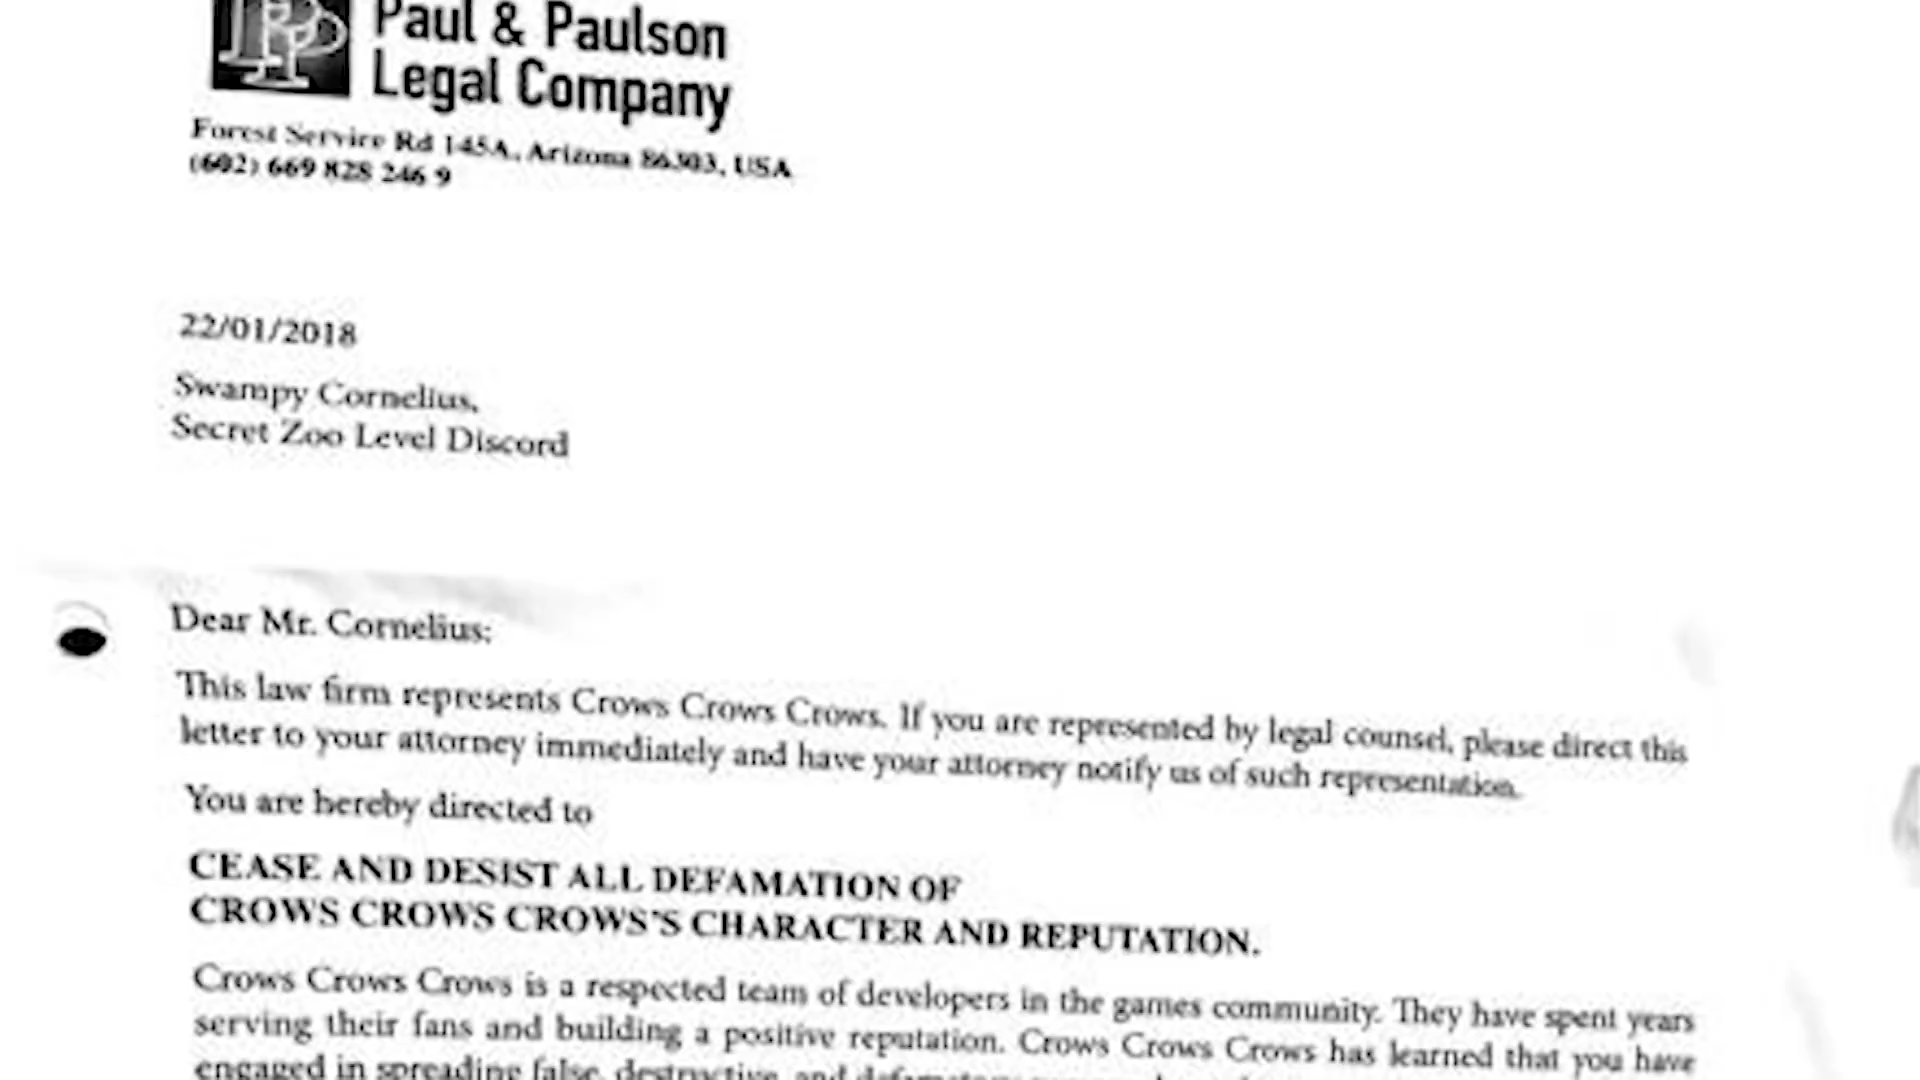 Paul & Paulson
Legal Company
Forest Service Rd 145A, Arizona 86303, USA
(602) 669 828 246 9
22/01/2018
Swampy Cornelius,
Secret Zoo Level Discord
Dear Mr. Cornelius:
This law firm represents Crows Crows Crows. If you are represented by legal counsel, please direct this
letter to your attorney immediately and have your attorney notify us of such representation.
You are hereby directed to
CEASE AND DESIST ALL DEFAMATION OF
CROWS CROWS CROWS'S CHARACTER AND REPUTATION.
Crows Crows Crows is a respected team of developers in the games community. They have spent years
serving their fans and building a positive reputation. Crows Crows Crows has learned that you have
engaged in spreading false, destructive, and defamatory